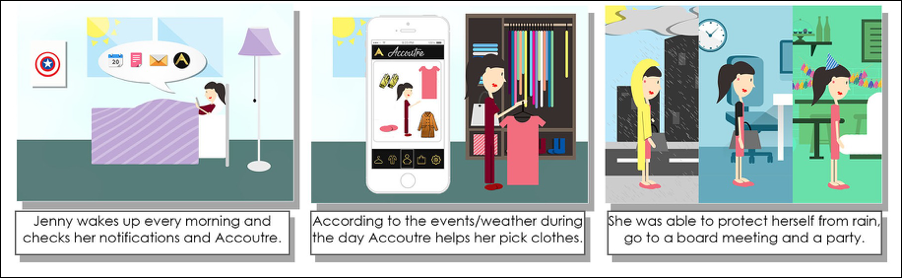 20
Accoutre
Jenny wakes up every morning and
checks her notifications and Accoutre.
According to the events/weather during
the day Accoutre helps her pick clothes.
She was able to protect herself from rain,
go to a board meeting and a party.